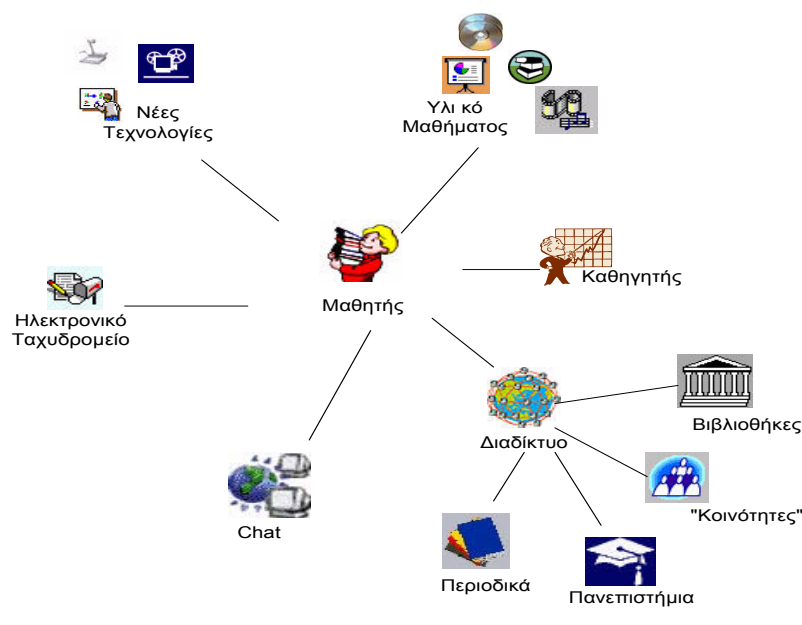 Νέες
Τεχνολογίες
Υλι κό
Μαθήματος
Καθηγητής
Μαθητής
Ηλεκτρονικό
Ταχυδρομείο
Διαδίκτυο
Βιβλιοθήκες
"Κοινότητες"
Chat
Περιοδικά
Πανεπιστήμια